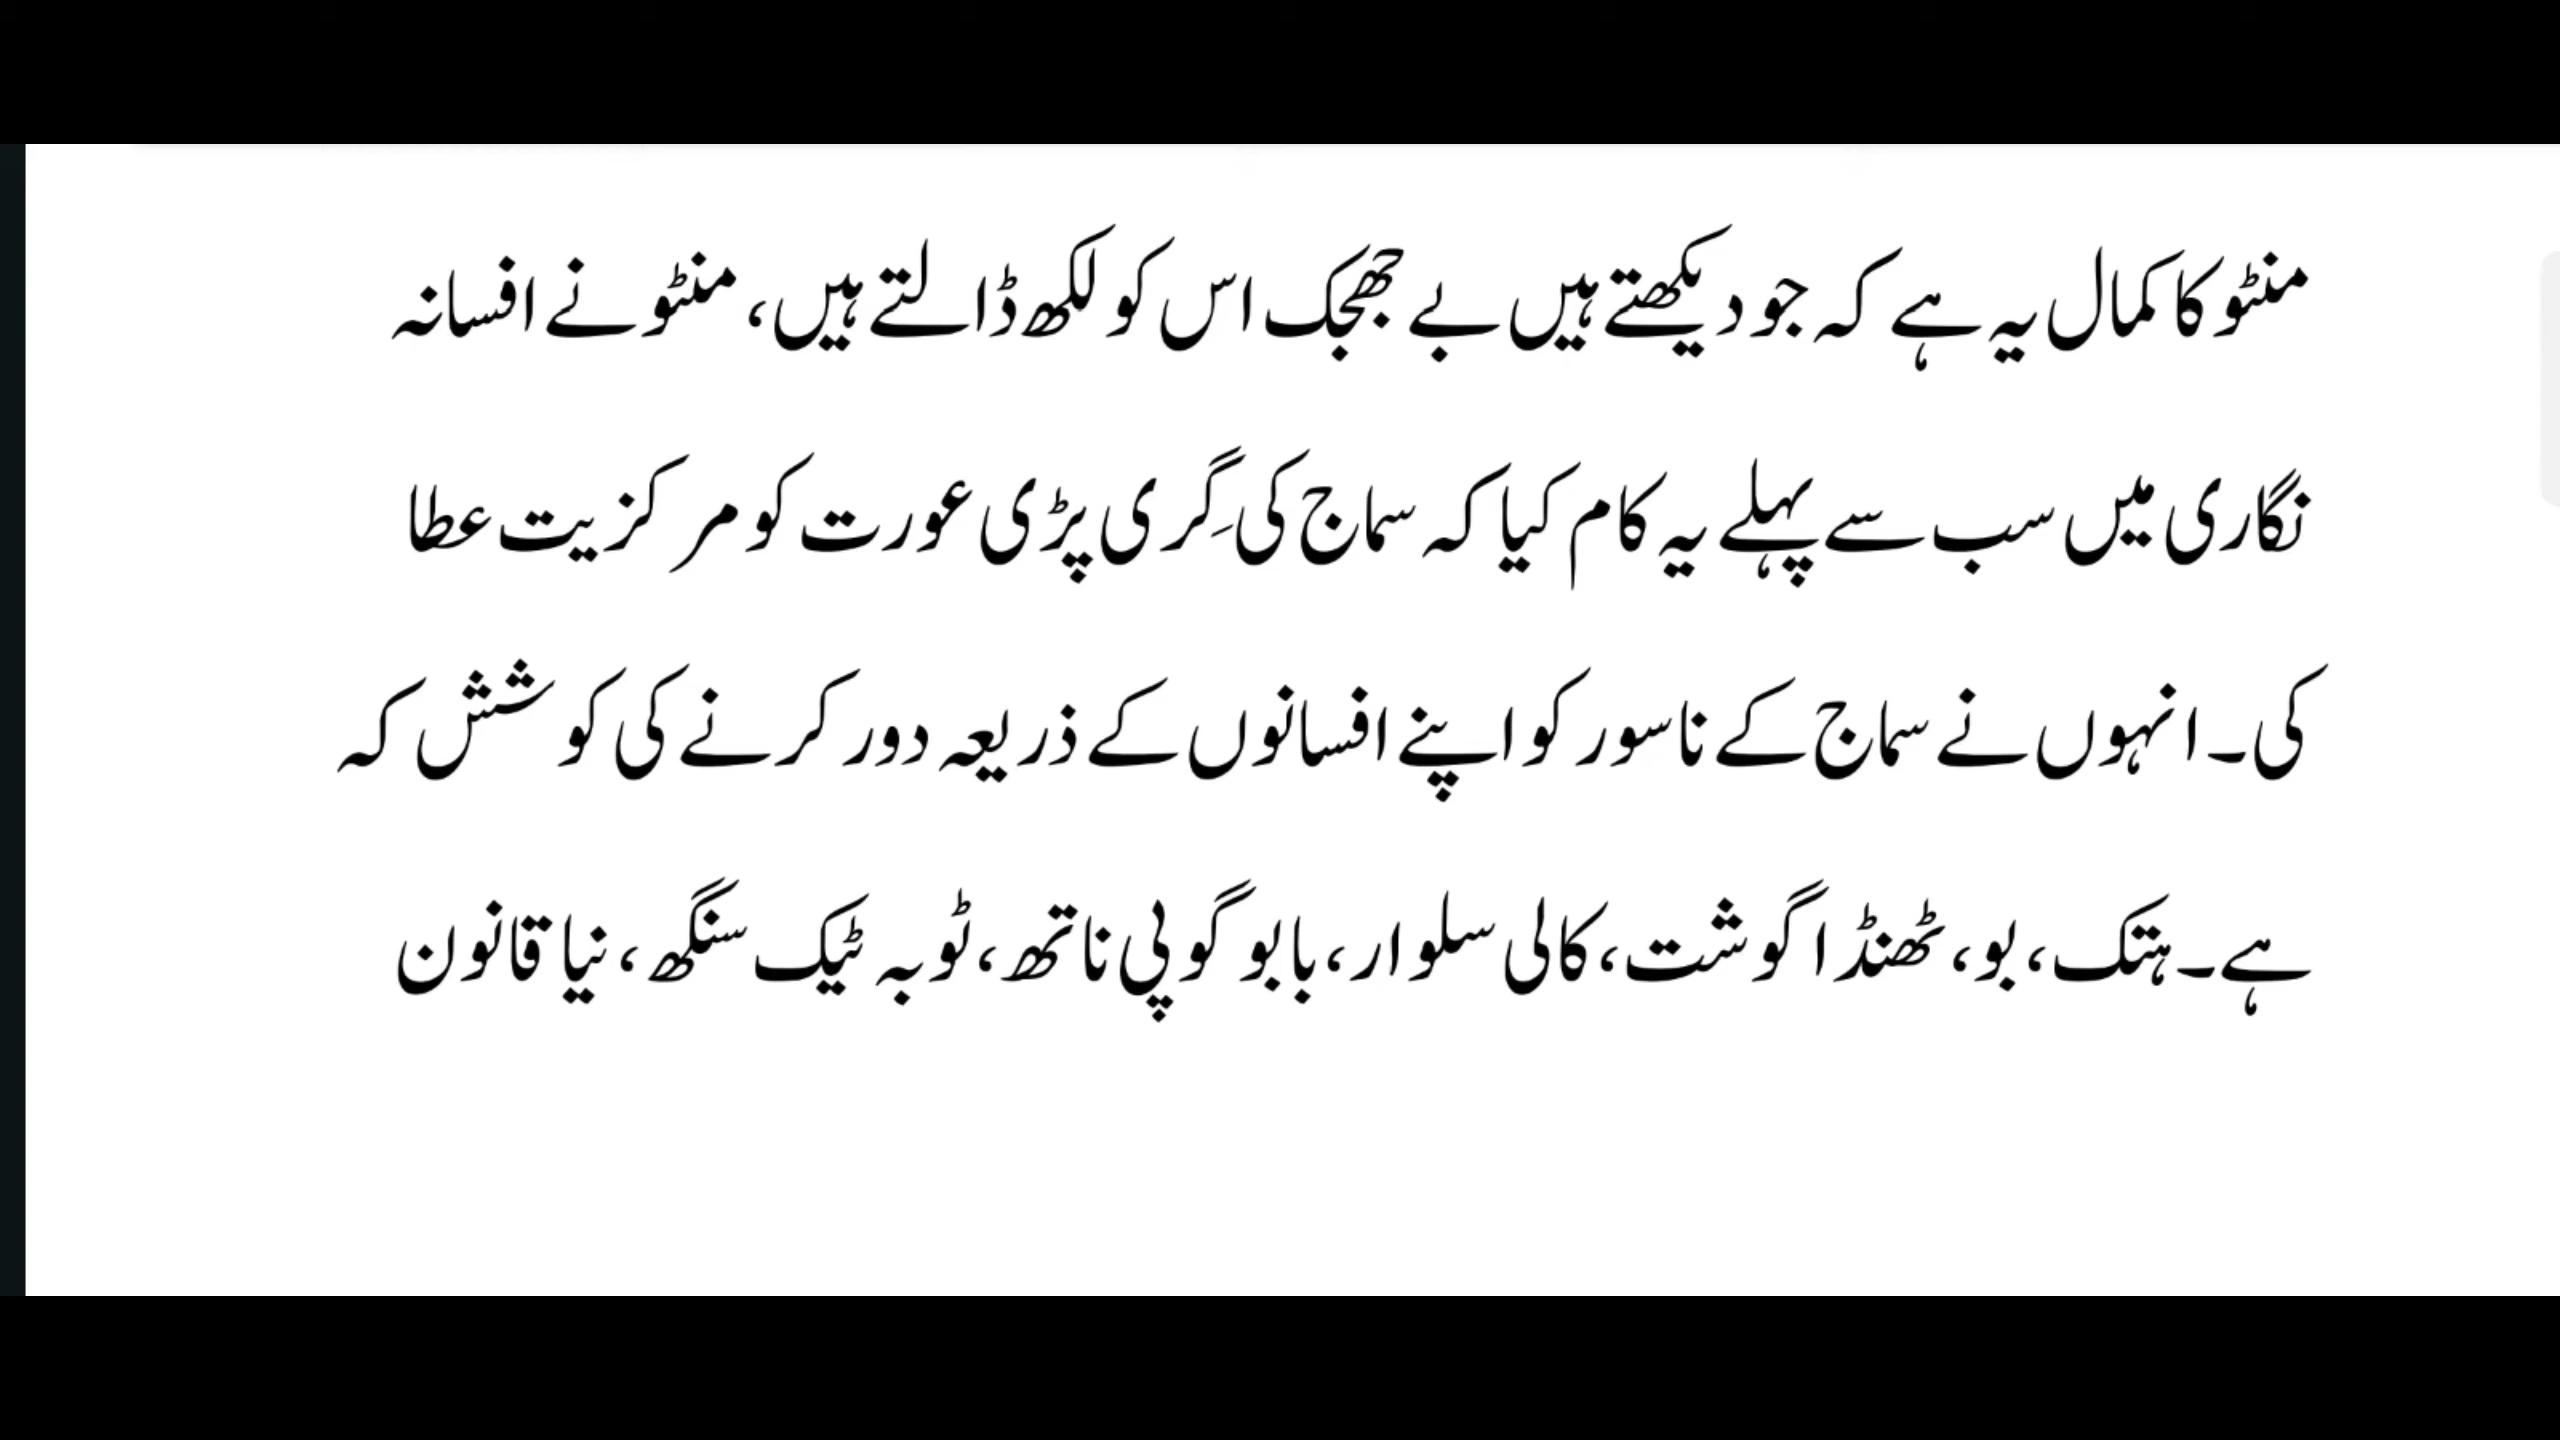 منٹو کا کمال یہ ہے کہ جو دیکھتے ہیں بے جھجک اس کو لکھ ڈالتے ہیں، منٹو نے افسانہ
نگاری میں سب سے پہلے یہ کام کیا کہ سماج کی گِری پڑی عورت کو مرکزیت عطا
کی۔ انہوں نے سماج کے ناسور کو اپنے افسانوں کے ذریعہ دور کرنے کی کوشش کہ
ہے۔ ہتک، بو، ٹھنڈا گوشت، کالی سلوار، بابو گوپی ناتھ، ٹوبہ ٹیک سنگھ، نیا قانون